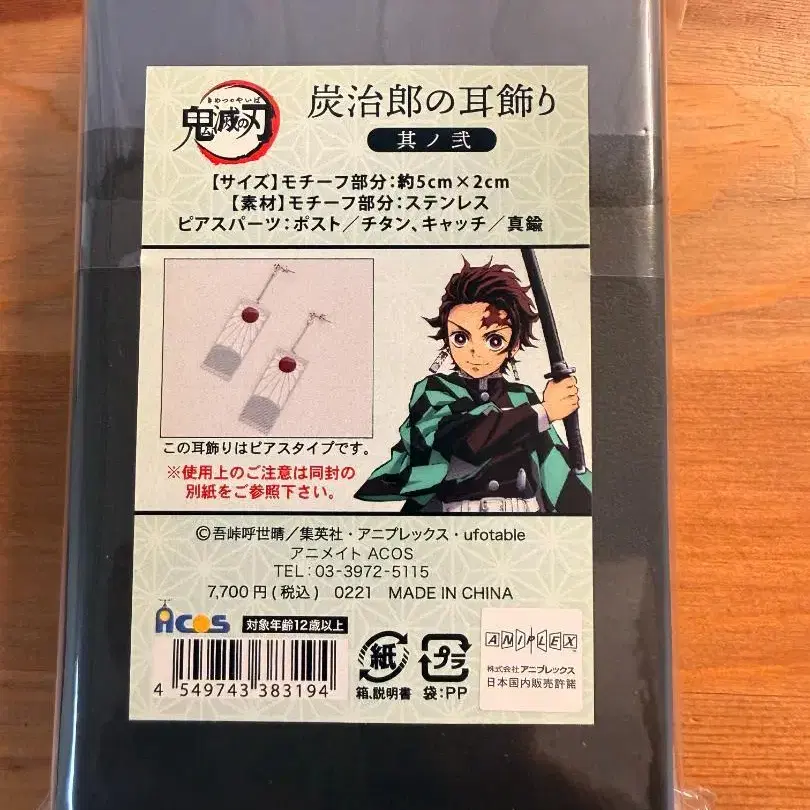 きめつのやいば
鬼滅の刃
炭治郎の耳飾り
其ノ弐
【サイズ】モチーフ部分：約5cm×2cm
【素材】モチーフ部分：ステンレス
ピアスパーツ：ポスト／チタン、キャッチ／真鍮
この耳飾りはピアスタイプです。
※使用上のご注意は同封の
別紙をご参照下さい。
©吾峠呼世晴／集英社・アニプレックス・ufotable
アニメイト ACOS
TEL：03-3972-5115
7,700円(税込) 0221 MADE IN CHINA
ACOS 対象年齢12歳以上
4 549743 383194
紙
箱、説明書
プラ
袋：PP
ANIPLEX
株式会社アニプレックス
日本国内販売許諾